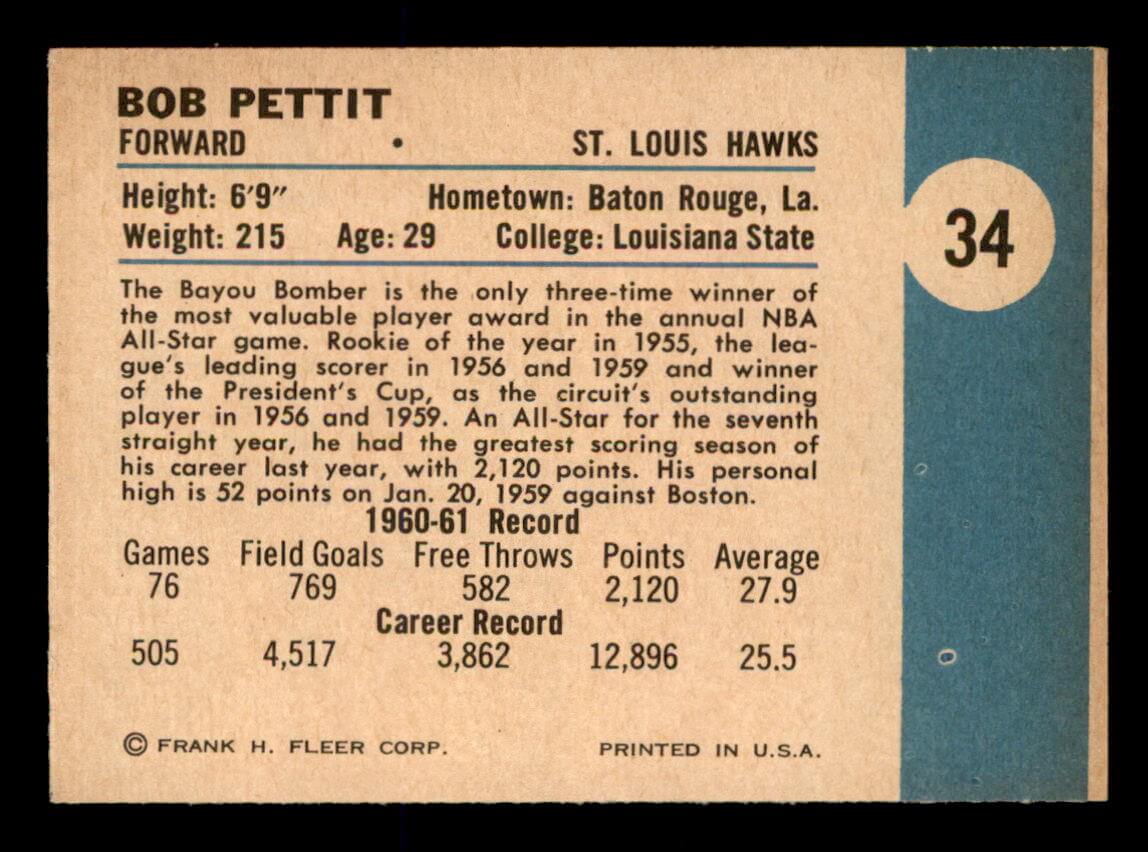 BOB PETTIT
FORWARD • ST. LOUIS HAWKS
Height: 6'9" Hometown: Baton Rouge, La.
Weight: 215 Age: 29 College: Louisiana State
34
The Bayou Bomber is the only three-time winner of
the most valuable player award in the annual NBA
All-Star game. Rookie of the year in 1955, the lea-
gue's leading scorer in 1956 and 1959 and winner
of the President's Cup, as the circuit's outstanding
player in 1956 and 1959. An All-Star for the seventh
straight year, he had the greatest scoring season of
his career last year, with 2,120 points. His personal
high is 52 points on Jan. 20, 1959 against Boston.
1960-61 Record
Games Field Goals Free Throws Points Average
76 769 582 2,120 27.9
Career Record
505 4,517 3,862 12,896 25.5
© FRANK H. FLEER CORP. PRINTED IN U.S.A.